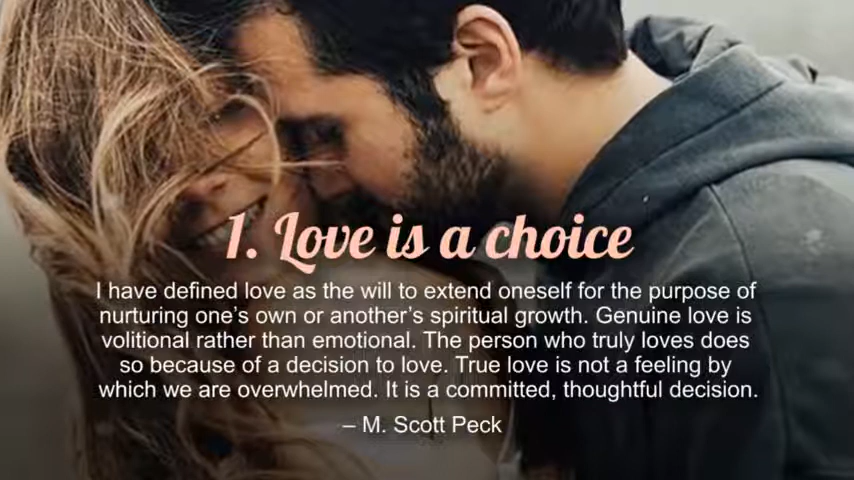 1. Love is a choice
I have defined love as the will to extend oneself for the purpose of
nurturing one’s own or another’s spiritual growth. Genuine love is
volitional rather than emotional. The person who truly loves does
so because of a decision to love. True love is not a feeling by
which we are overwhelmed. It is a committed, thoughtful decision.
– M. Scott Peck